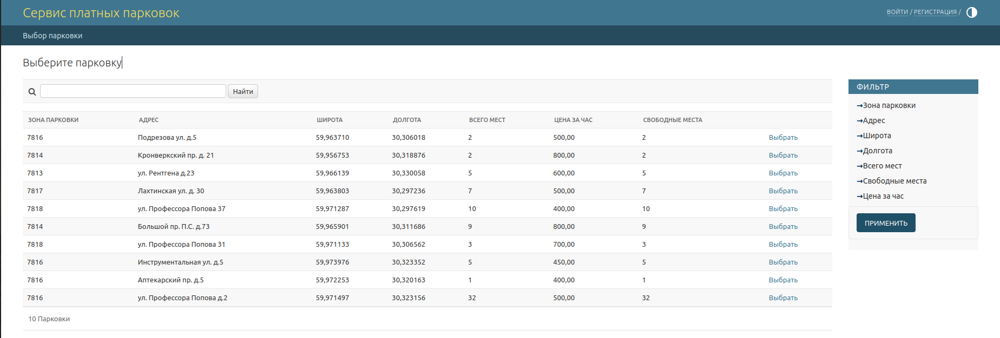 Сервис платных парковок
ВОЙТИ / РЕГИСТРАЦИЯ /
Выбор парковки
Выберите парковку
Найти
ЗОНА ПАРКОВКИ АДРЕС ШИРОТА ДОЛГОТА ВСЕГО МЕСТ ЦЕНА ЗА ЧАС СВОБОДНЫЕ МЕСТА
7816 Подрезова ул. д.5 59,963710 30,306018 2 500,00 2 Выбрать
7814 Кронверкский пр. д. 21 59,956753 30,318876 2 800,00 2 Выбрать
7813 ул. Рентгена д.23 59,966139 30,330058 5 600,00 5 Выбрать
7817 Лахтинская ул. д. 30 59,963803 30,297236 7 500,00 7 Выбрать
7818 ул. Профессора Попова 37 59,971287 30,297619 10 400,00 10 Выбрать
7814 Большой пр. П.С. д.73 59,965901 30,311686 9 800,00 9 Выбрать
7818 ул. Профессора Попова 31 59,971133 30,306562 3 700,00 3 Выбрать
7816 Инструментальная ул. д.5 59,973976 30,323352 5 450,00 5 Выбрать
7816 Аптекарский пр. д.5 59,972253 30,320163 1 400,00 1 Выбрать
7816 ул. Профессора Попова д.2 59,971497 30,323156 32 500,00 32 Выбрать
10 Парковки
ФИЛЬТР
→Зона парковки
→Адрес
→Широта
→Долгота
→Всего мест
→Свободные места
→Цена за час
ПРИМЕНИТЬ